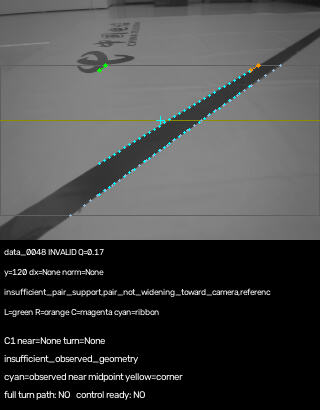 data_0048 INVALID Q=0.17
y=120 dx=None norm=None
insufficient_pair_support,pair_not_widening_toward_camera,referenc
L=green R=orange C=magenta cyan=ribbon
C1 near=None turn=None
insufficient_observed_geometry
cyan=observed near midpoint yellow=corner
full turn path: NO control ready: NO